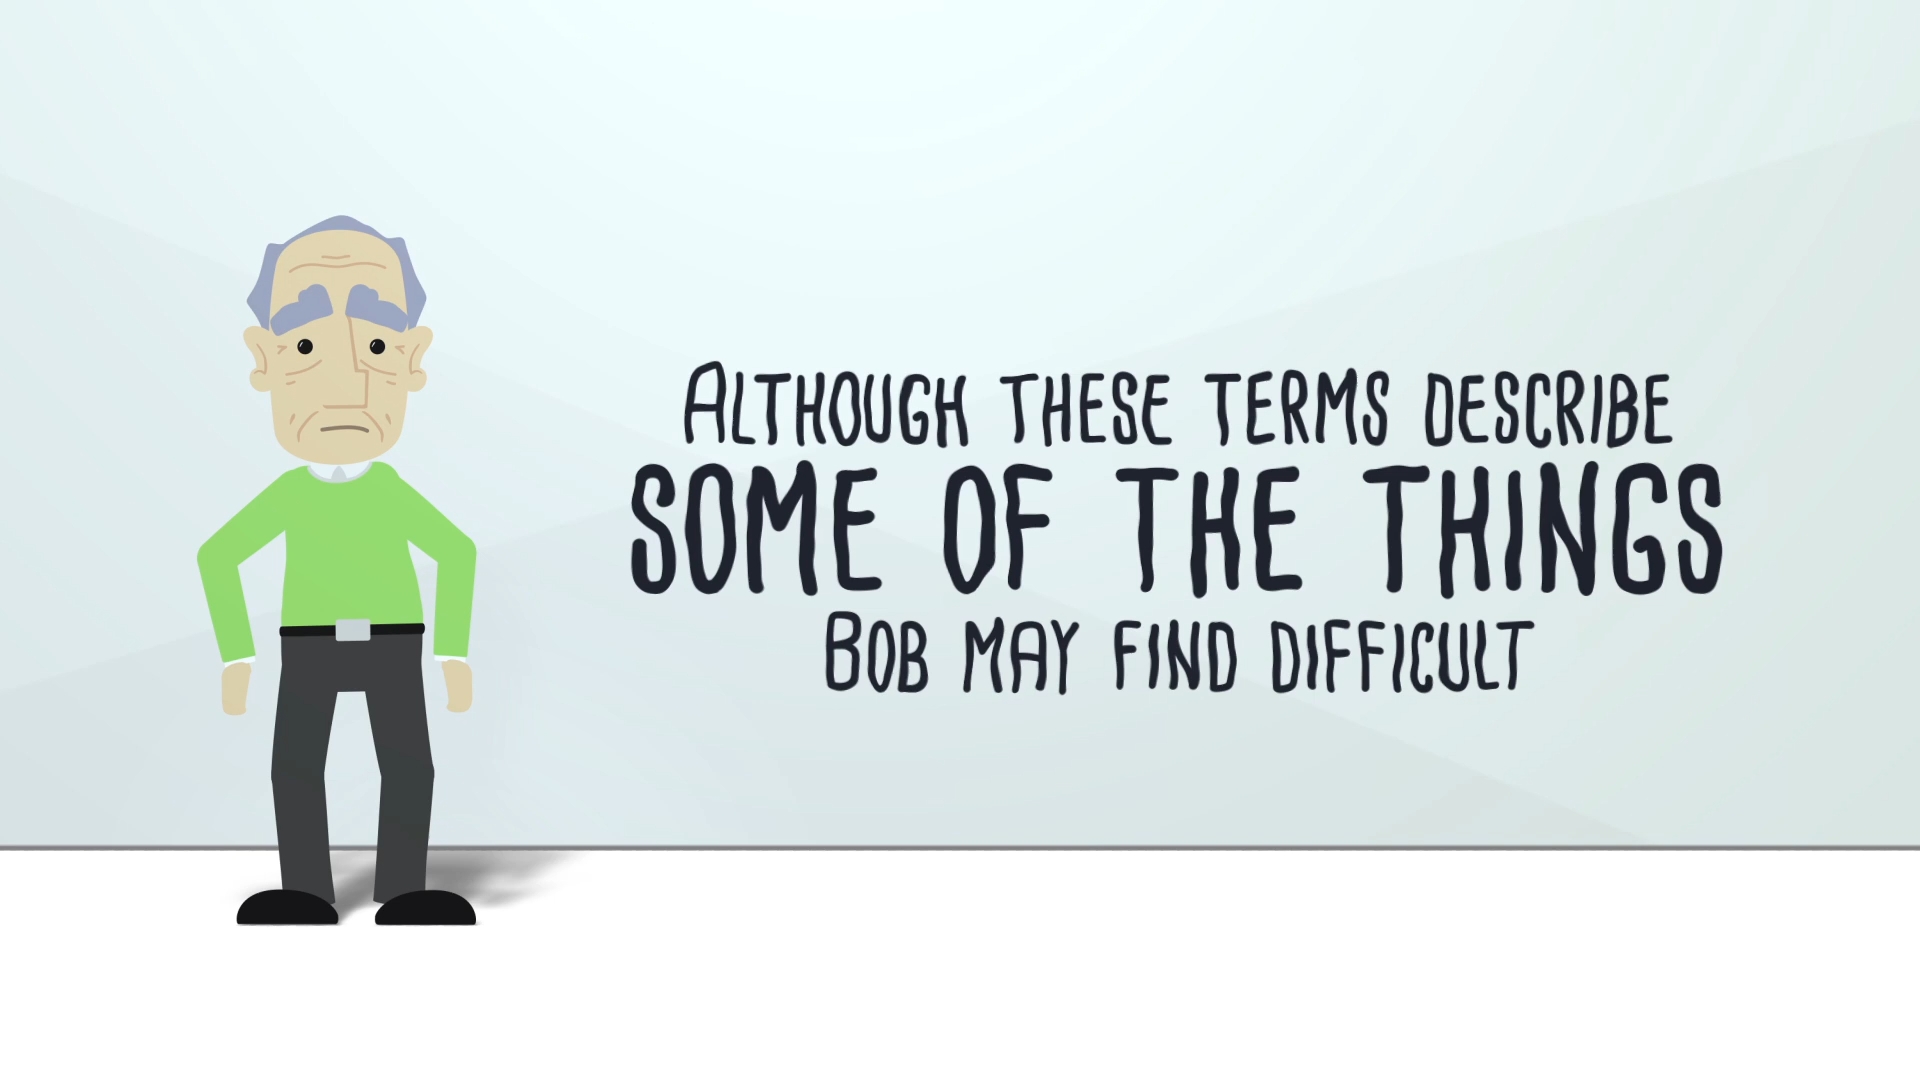 Although these terms describe
SOME OF THE THINGS
Bob may find difficult